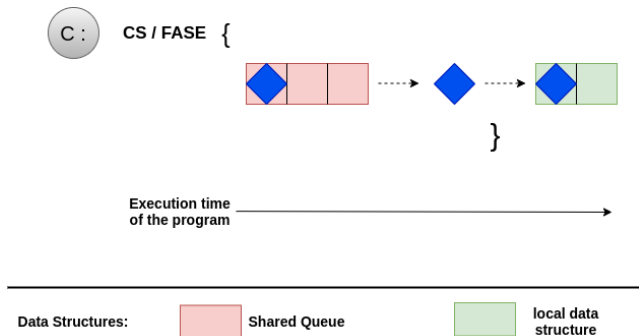 C : CS / FASE {
}
Execution time
of the program
Data Structures: Shared Queue local data
structure